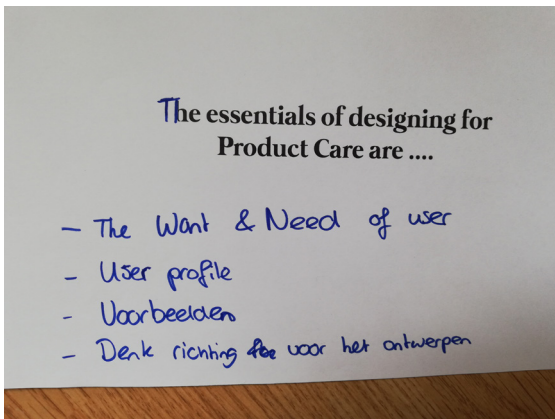 The essentials of designing for
Product Care are ....
- The Want & Need of user
- User profile
- Voorbeelden
- Denk richting voor het ontwerpen